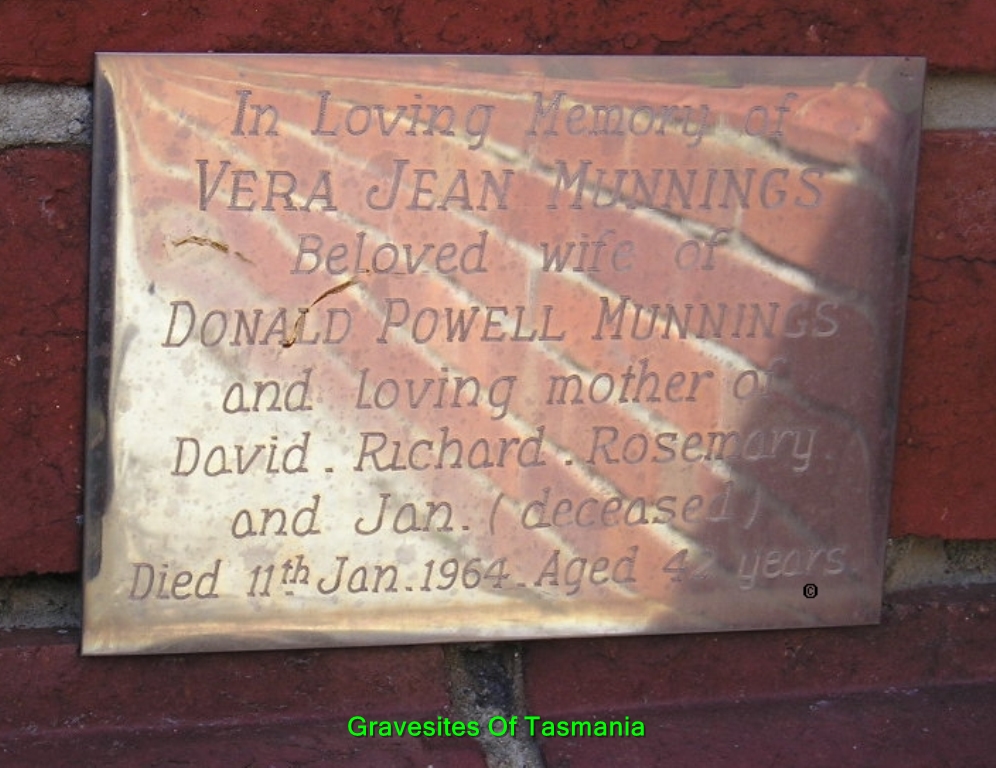 In Loving Memory of
VERA JEAN MUNNINGS
Beloved wife of
DONALD POWELL MUNNINGS
and loving mother of
David. Richard. Rosemary.
and Jan. (deceased)
Died 11th Jan. 1964. Aged 42 years
©
Gravesites Of Tasmania